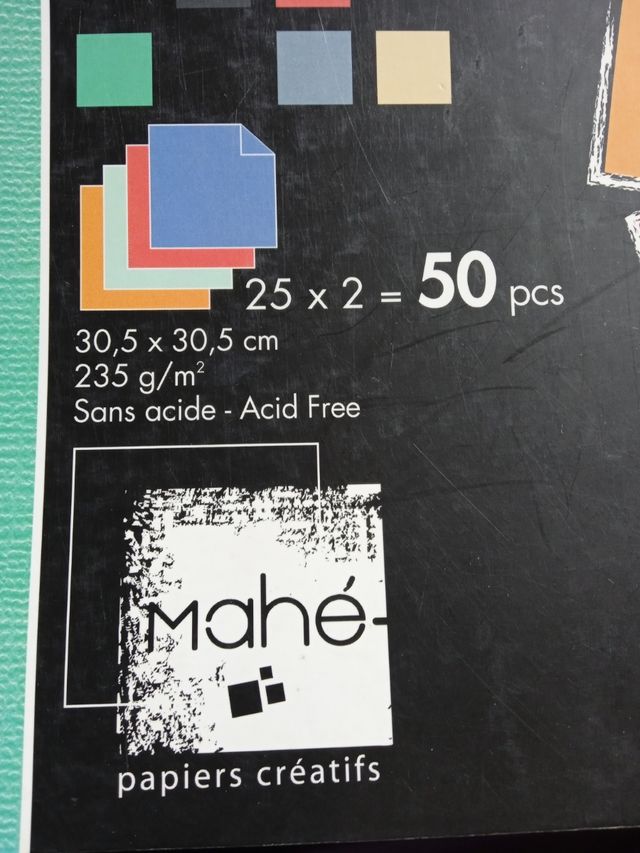 25 x 2 = 50 pcs
30,5 x 30,5 cm
235 g/m²
Sans acide - Acid Free
mahé
papiers créatifs